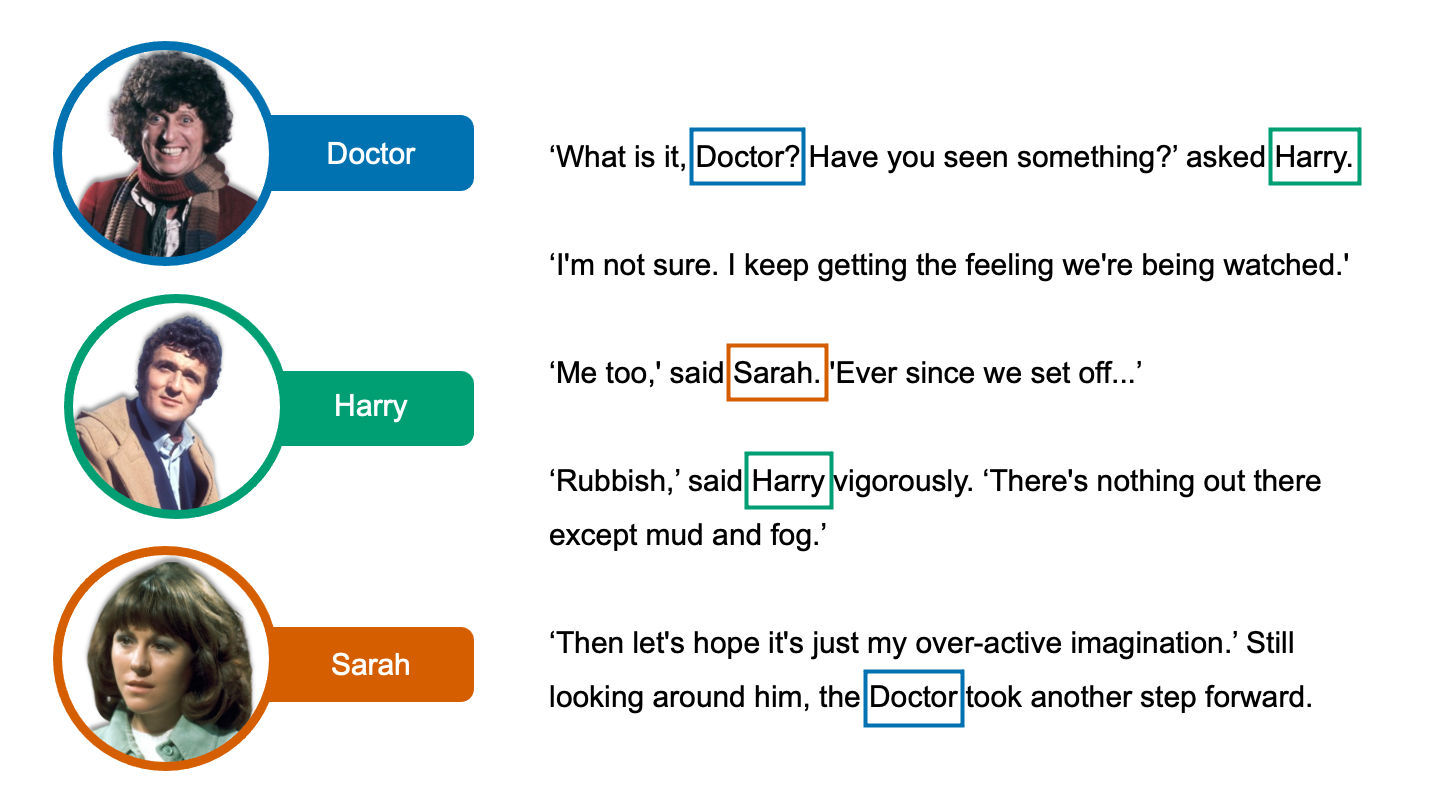 Doctor
Harry
Sarah
‘What is it, Doctor? Have you seen something?’ asked Harry.
‘I'm not sure. I keep getting the feeling we're being watched.'
‘Me too,' said Sarah. 'Ever since we set off...’
‘Rubbish,’ said Harry vigorously. ‘There's nothing out there
except mud and fog.’
‘Then let's hope it's just my over-active imagination.’ Still
looking around him, the Doctor took another step forward.